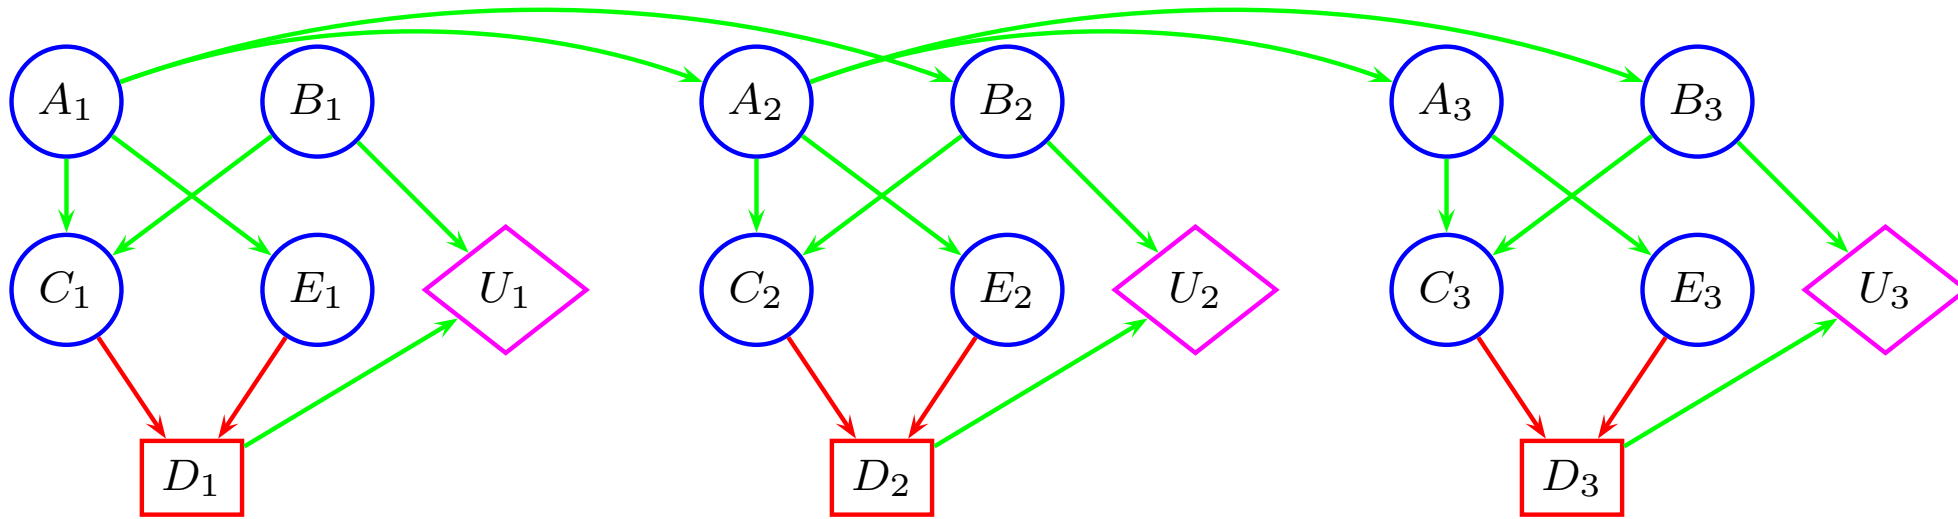 A₁ B₁ A₂ B₂ A₃ B₃
C₁ E₁ U₁ C₂ E₂ U₂ C₃ E₃ U₃
D₁ D₂ D₃